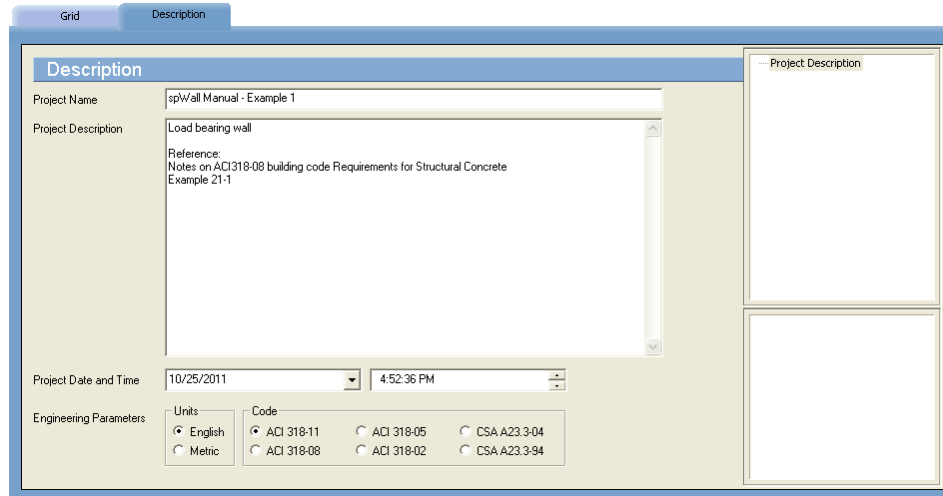 Grid Description
Description
Project Description
Project Name spWall Manual - Example 1
Project Description Load bearing wall
Reference:
Notes on ACI318-08 building code Requirements for Structural Concrete
Example 21-1
Project Date and Time 10/25/2011 4:52:36 PM
Engineering Parameters Units Code
English ACI 318-11 ACI 318-05 CSA A23.3-04
Metric ACI 318-08 ACI 318-02 CSA A23.3-94